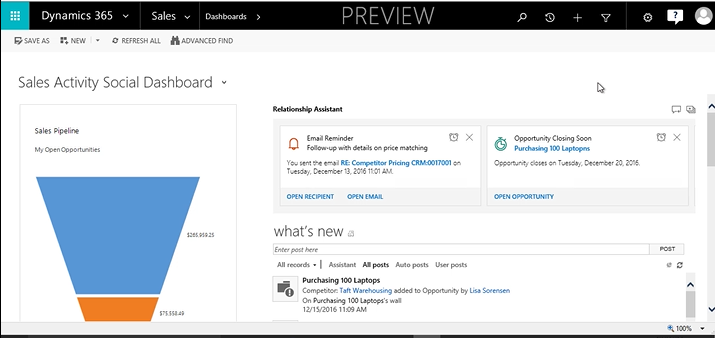 Dynamics 365 Sales Dashboards PREVIEW ?
SAVE AS NEW REFRESH ALL ADVANCED FIND
Sales Activity Social Dashboard
Relationship Assistant
Sales Pipeline
My Open Opportunities
$265,959.25
$75,558.49
Email Reminder
Follow-up with details on price matching
You sent the email RE: Competitor Pricing CRM:0017001 on
Tuesday, December 13, 2016 11:01 AM.
OPEN RECIPIENT OPEN EMAIL
Opportunity Closing Soon
Purchasing 100 Laptopns
Opportunity closes on Tuesday, December 20, 2016.
OPEN OPPORTUNITY
what's new
Enter post here POST
All records Assistant All posts Auto posts User posts
Purchasing 100 Laptops
Competitor: Taft Warehousing added to Opportunity by Lisa Sorensen
On Purchasing 100 Laptops's wall
12/15/2016 11:09 AM
100%